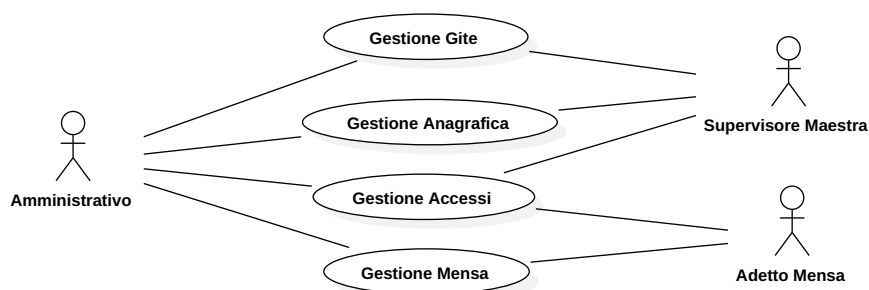 Gestione Gite
Gestione Anagrafica
Supervisore Maestra
Amministrativo
Gestione Accessi
Gestione Mensa
Adetto Mensa